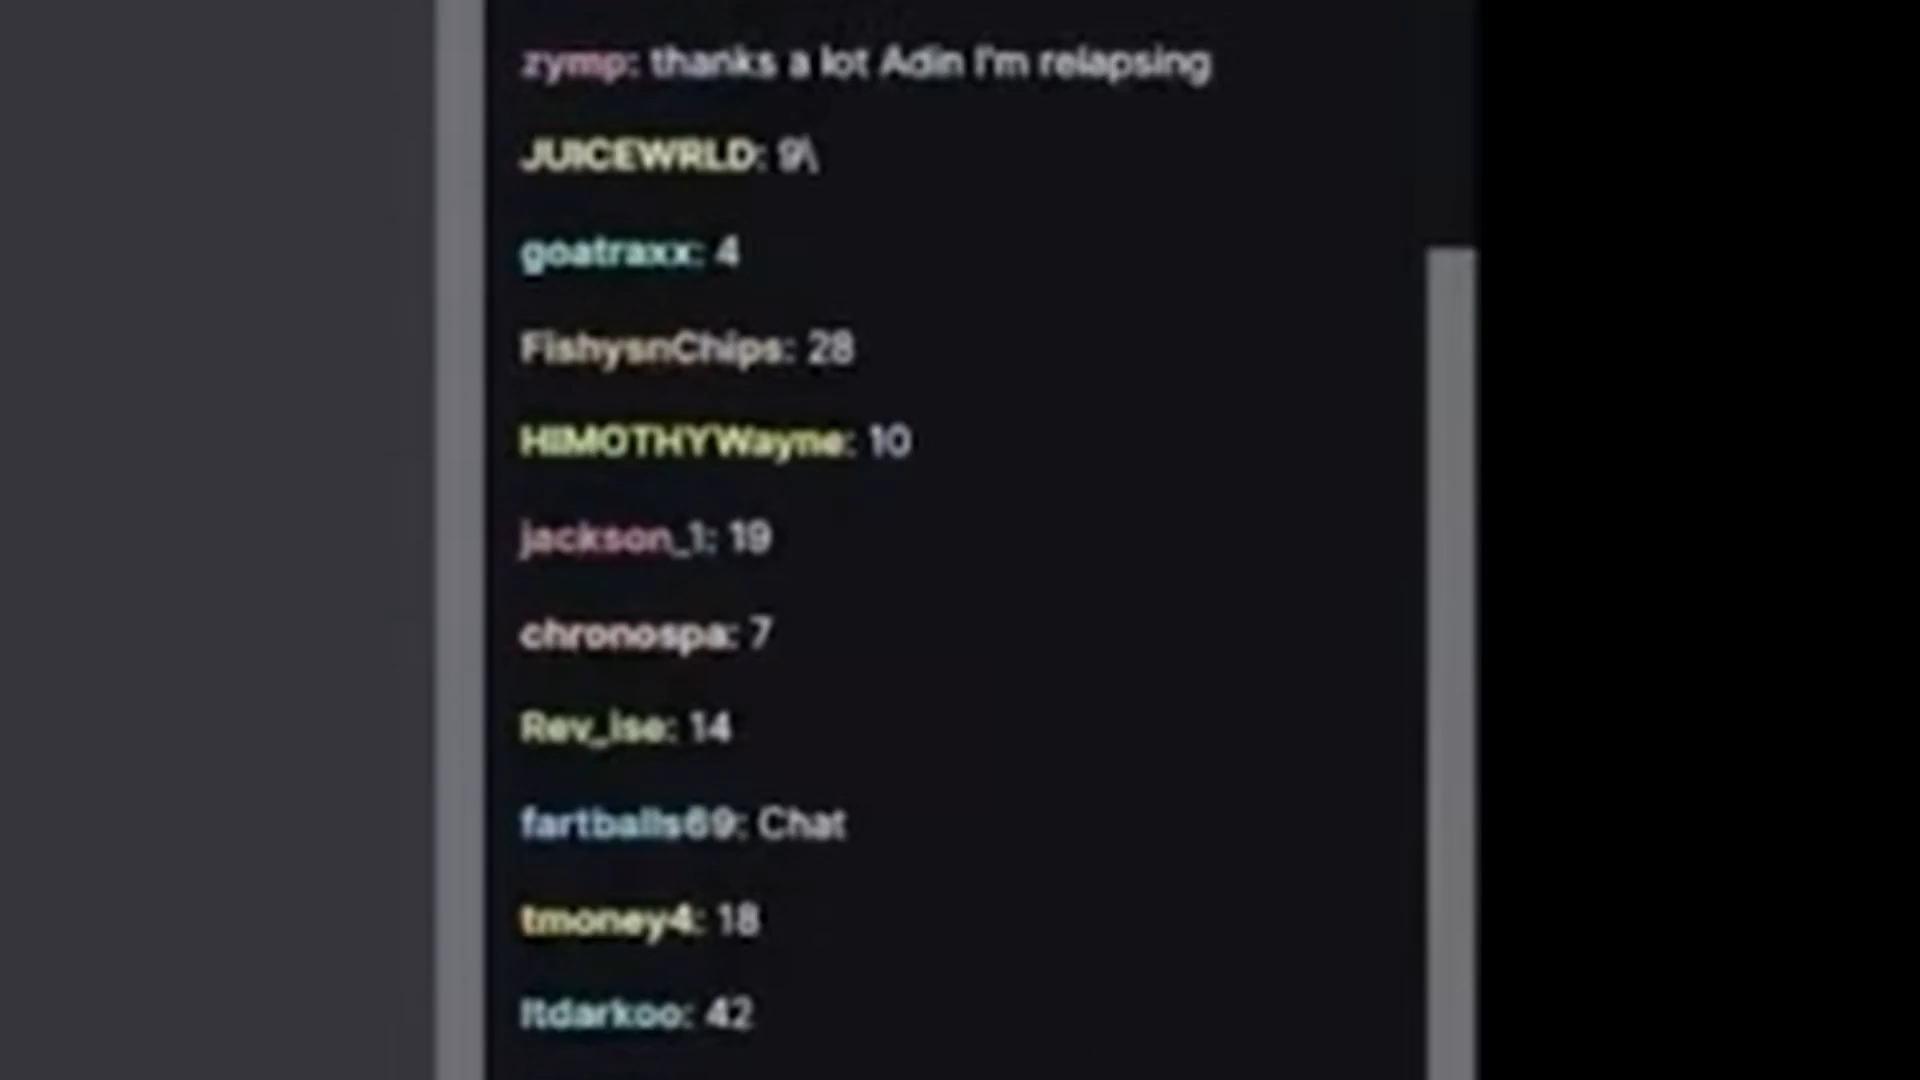 zymp: thanks a lot Adin I'm relapsing
JUICEWRLD: 9\
goatraxx: 4
FishysnChips: 28
HIMOTHYWayne: 10
jackson_1: 19
chronospa: 7
Rev_ise: 14
fartballs69: Chat
tmoney4: 18
ltdarkoo: 42